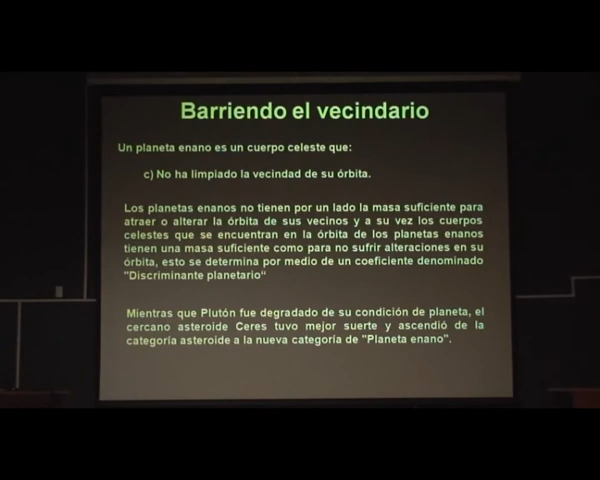 Barriendo el vecindario
Un planeta enano es un cuerpo celeste que:
c) No ha limpiado la vecindad de su órbita.
Los planetas enanos no tienen por un lado la masa suficiente para
atraer o alterar la órbita de sus vecinos y a su vez los cuerpos
celestes que se encuentran en la órbita de los planetas enanos
tienen una masa suficiente como para no sufrir alteraciones en su
órbita, esto se determina por medio de un coeficiente denominado
"Discriminante planetario“
Mientras que Plutón fue degradado de su condición de planeta, el
cercano asteroide Ceres tuvo mejor suerte y ascendió de la
categoría asteroide a la nueva categoría de "Planeta enano".